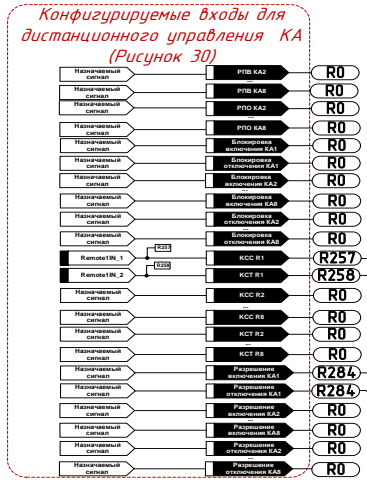 Конфигурируемые входы для
дистанционного управления КА
(Рисунок 30)
Назначаемый сигнал РПВ КА2 R0
...
Назначаемый сигнал РПВ КА8 R0
Назначаемый сигнал РПО КА2 R0
...
Назначаемый сигнал РПО КА8 R0
Назначаемый сигнал Блокировка включения КА1 R0
Назначаемый сигнал Блокировка отключения КА1 R0
Назначаемый сигнал Блокировка включения КА2 R0
...
Назначаемый сигнал Блокировка включения КА8 R0
Назначаемый сигнал Блокировка отключения КА2 R0
...
Назначаемый сигнал Блокировка отключения КА8 R0
R257
Remote1IN_1 КСС R1 R257
R258
Remote1IN_2 КСТ R1 R258
Назначаемый сигнал КСС R2 R0
...
Назначаемый сигнал КСС R8 R0
Назначаемый сигнал КСТ R2 R0
...
Назначаемый сигнал КСТ R8 R0
Назначаемый сигнал Разрешение включения КА1 R284
Назначаемый сигнал Разрешение отключения КА1 R284
Назначаемый сигнал Разрешение включения КА2 R0
...
Назначаемый сигнал Разрешение включения КА8 R0
Назначаемый сигнал Разрешение отключения КА2 R0
...
Назначаемый сигнал Разрешение отключения КА8 R0